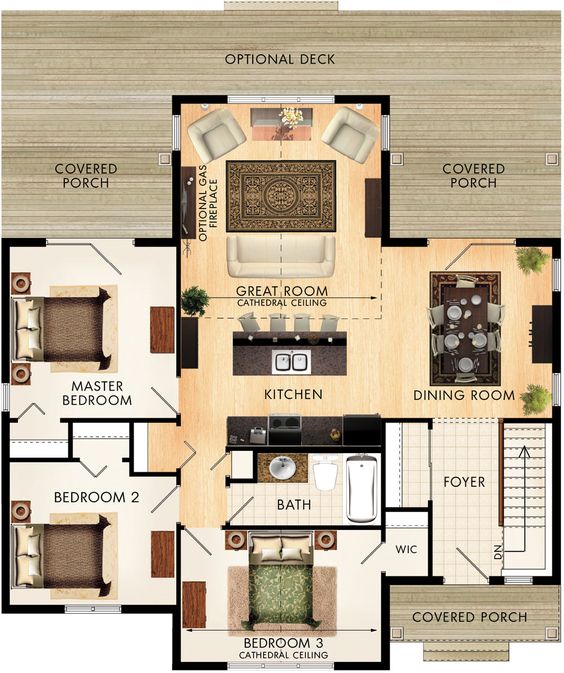 OPTIONAL DECK
COVERED
PORCH
COVERED
PORCH
OPTIONAL GAS
FIREPLACE
GREAT ROOM
CATHEDRAL CEILING
MASTER
BEDROOM
KITCHEN
DINING ROOM
BEDROOM 2
BATH
FOYER
DN
WIC
COVERED PORCH
BEDROOM 3
CATHEDRAL CEILING